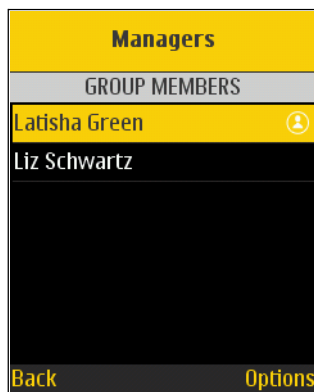 Managers
GROUP MEMBERS
Latisha Green
Liz Schwartz
Back Options